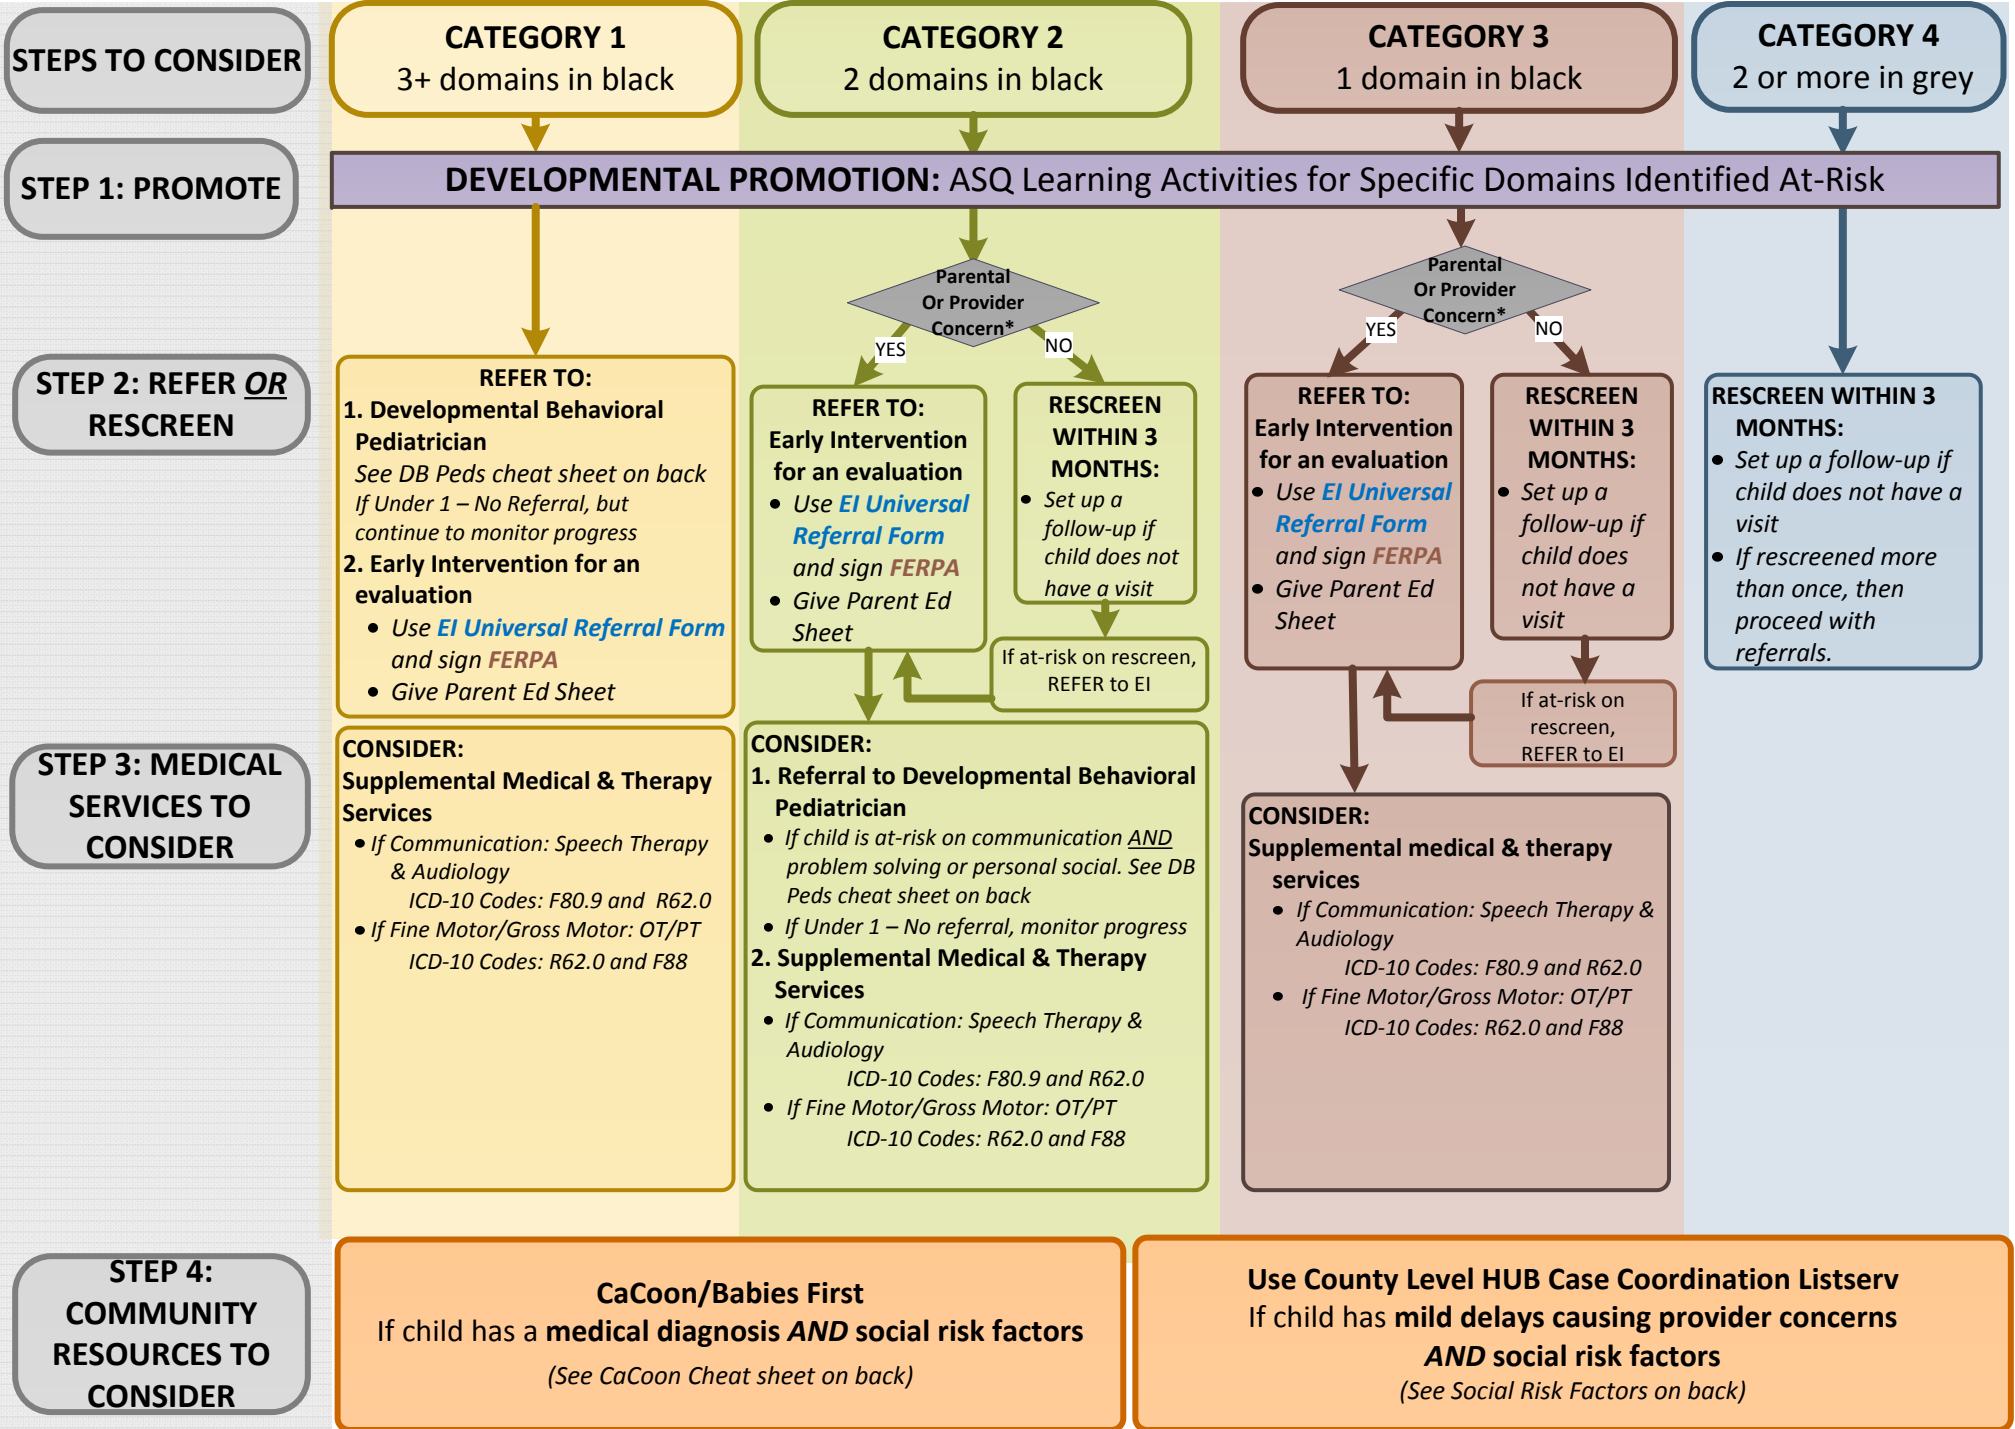 STEPS TO CONSIDER
CATEGORY 1
3+ domains in black
CATEGORY 2
2 domains in black
CATEGORY 3
1 domain in black
CATEGORY 4
2 or more in grey
STEP 1: PROMOTE
DEVELOPMENTAL PROMOTION: ASQ Learning Activities for Specific Domains Identified At-Risk
STEP 2: REFER OR
RESCREEN
REFER TO:
1. Developmental Behavioral
Pediatrician
See DB Peds cheat sheet on back
If Under 1 – No Referral, but
continue to monitor progress
2. Early Intervention for an
evaluation
• Use EI Universal Referral Form
and sign FERPA
• Give Parent Ed Sheet
Parental
Or Provider
Concern*
YES
NO
REFER TO:
Early Intervention
for an evaluation
• Use EI Universal
Referral Form
and sign FERPA
• Give Parent Ed
Sheet
RESCREEN
WITHIN 3
MONTHS:
• Set up a
follow-up if
child does not
have a visit
If at-risk on rescreen,
REFER to EI
Parental
Or Provider
Concern*
YES
NO
REFER TO:
Early Intervention
for an evaluation
• Use EI Universal
Referral Form
and sign FERPA
• Give Parent Ed
Sheet
RESCREEN
WITHIN 3
MONTHS:
• Set up a
follow-up if
child does
not have a
visit
If at-risk on
rescreen,
REFER to EI
RESCREEN WITHIN 3
MONTHS:
• Set up a follow-up if
child does not have a
visit
• If rescreened more
than once, then
proceed with
referrals.
STEP 3: MEDICAL
SERVICES TO
CONSIDER
CONSIDER:
Supplemental Medical & Therapy
Services
• If Communication: Speech Therapy
& Audiology
ICD-10 Codes: F80.9 and R62.0
• If Fine Motor/Gross Motor: OT/PT
ICD-10 Codes: R62.0 and F88
CONSIDER:
1. Referral to Developmental Behavioral
Pediatrician
• If child is at-risk on communication AND
problem solving or personal social. See DB
Peds cheat sheet on back
• If Under 1 – No referral, monitor progress
2. Supplemental Medical & Therapy
Services
• If Communication: Speech Therapy &
Audiology
ICD-10 Codes: F80.9 and R62.0
• If Fine Motor/Gross Motor: OT/PT
ICD-10 Codes: R62.0 and F88
CONSIDER:
Supplemental medical & therapy
services
• If Communication: Speech Therapy &
Audiology
ICD-10 Codes: F80.9 and R62.0
• If Fine Motor/Gross Motor: OT/PT
ICD-10 Codes: R62.0 and F88
STEP 4:
COMMUNITY
RESOURCES TO
CONSIDER
CaCoon/Babies First
If child has a medical diagnosis AND social risk factors
(See CaCoon Cheat sheet on back)
Use County Level HUB Case Coordination Listserv
If child has mild delays causing provider concerns
AND social risk factors
(See Social Risk Factors on back)